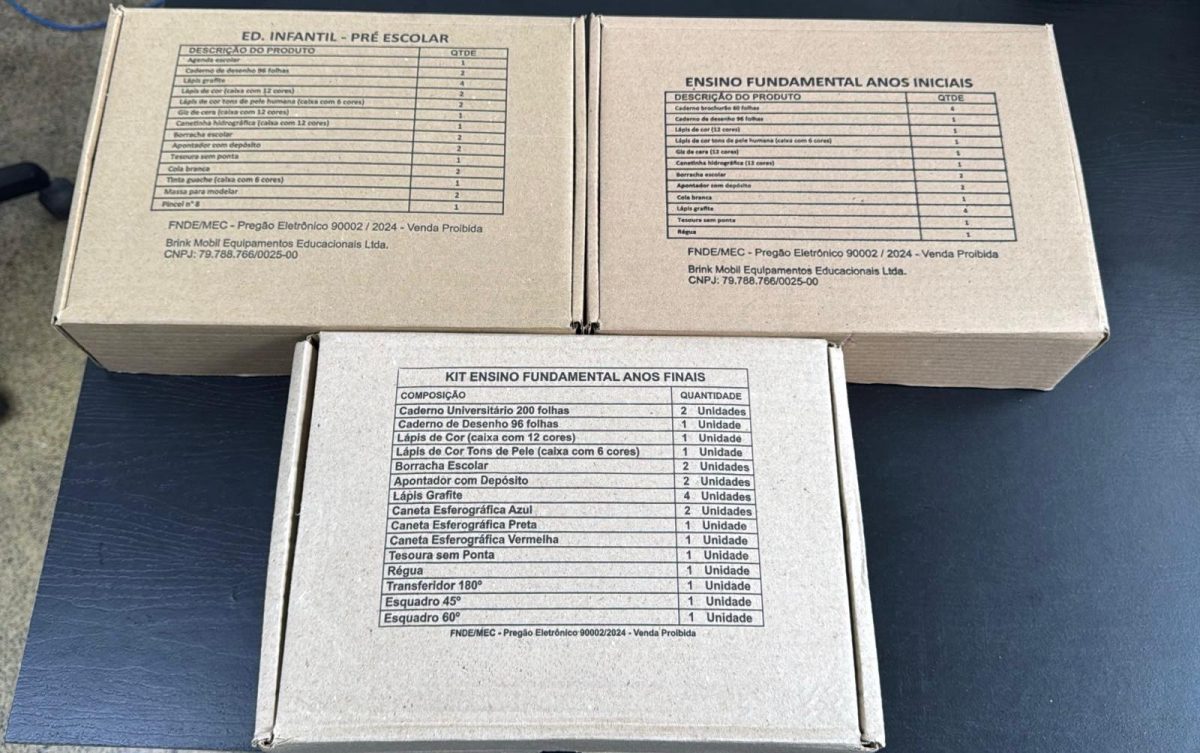 ED. INFANTIL - PRÉ ESCOLAR
DESCRIÇÃO DO PRODUTO QTDE
Agenda escolar 1
Caderno de desenho 96 folhas 2
Lápis grafite 4
Lápis de cor (caixa com 12 cores) 2
Lápis de cor tons de pele humana (caixa com 6 cores) 2
Giz de cera (caixa com 12 cores) 1
Canetinha hidrográfica (caixa com 12 cores) 1
Borracha escolar 2
Apontador com depósito 2
Tesoura sem ponta 1
Cola branca 2
Tinta guache (caixa com 6 cores) 1
Massa para modelar 2
Pincel n° 8 1
FNDE/MEC - Pregão Eletrônico 90002 / 2024 - Venda Proibida
Brink Mobil Equipamentos Educacionais Ltda.
CNPJ: 79.788.766/0025-00
ENSINO FUNDAMENTAL ANOS INICIAIS
DESCRIÇÃO DO PRODUTO QTDE
Caderno brochurão folhas
Caderno de desenho 96 folhas 1
Lápis de cor (12 cores) 1
Lápis de cor tons de pele humana (caixa com 6 cores) 1
Giz de cera (12 cores) 1
Canetinha hidrográfica (12 cores) 1
Borracha escolar 2
Apontador com depósito 2
Cola branca 1
Lápis grafite 4
Tesoura sem ponta 1
Régua 1
FNDE/MEC - Pregão Eletrônico 90002 / 2024 - Venda Proibida
Brink Mobil Equipamentos Educacionais Ltda.
CNPJ: 79.788.766/0025-00
KIT ENSINO FUNDAMENTAL ANOS FINAIS
COMPOSIÇÃO QUANTIDADE
Caderno Universitário 200 folhas 2 Unidades
Caderno de Desenho 96 folhas 1 Unidade
Lápis de Cor (caixa com 12 cores) 1 Unidade
Lápis de Cor Tons de Pele (caixa com 6 cores) 1 Unidade
Borracha Escolar 2 Unidades
Apontador com Depósito 2 Unidades
Lápis Grafite 4 Unidades
Caneta Esferográfica Azul 2 Unidades
Caneta Esferográfica Preta 1 Unidade
Caneta Esferográfica Vermelha 1 Unidade
Tesoura sem Ponta 1 Unidade
Régua 1 Unidade
Transferidor 180º 1 Unidade
Esquadro 45º 1 Unidade
Esquadro 60º 1 Unidade
FNDE/MEC - Pregão Eletrônico 90002/2024 - Venda Proibida